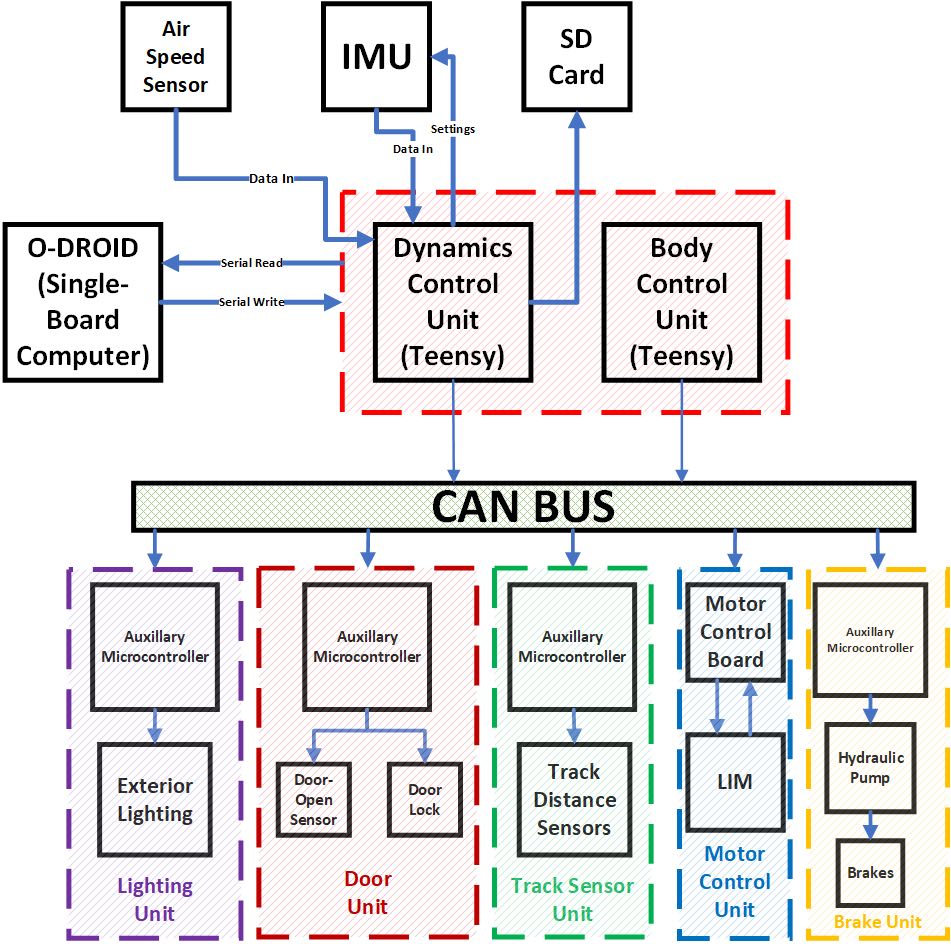 Air
Speed
Sensor
IMU
SD
Card
Settings
Data In
Data In
O-DROID
(Single-
Board
Computer)
Serial Read
Serial Write
Dynamics
Control
Unit
(Teensy)
Body
Control
Unit
(Teensy)
CAN BUS
Auxillary
Microcontroller
Exterior
Lighting
Lighting
Unit
Auxillary
Microcontroller
Door-
Open
Sensor
Door
Lock
Door
Unit
Auxillary
Microcontroller
Track
Distance
Sensors
Track Sensor
Unit
Motor
Control
Board
LIM
Motor
Control
Unit
Auxillary
Microcontroller
Hydraulic
Pump
Brakes
Brake Unit